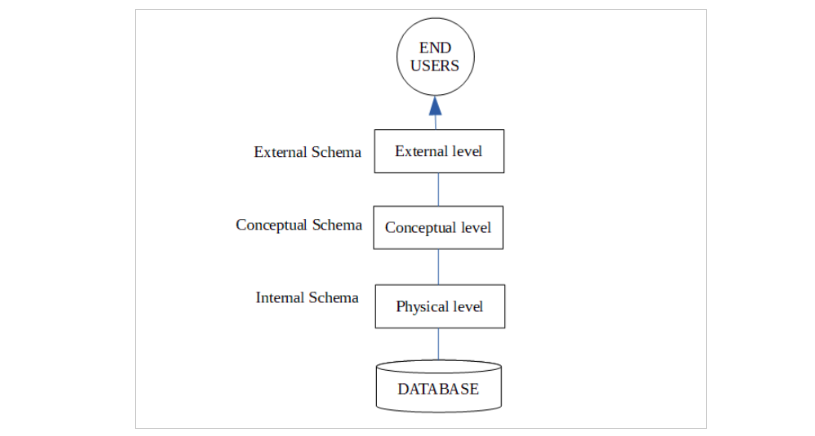 END
USERS
External Schema
External level
Conceptual Schema
Conceptual level
Internal Schema
Physical level
DATABASE